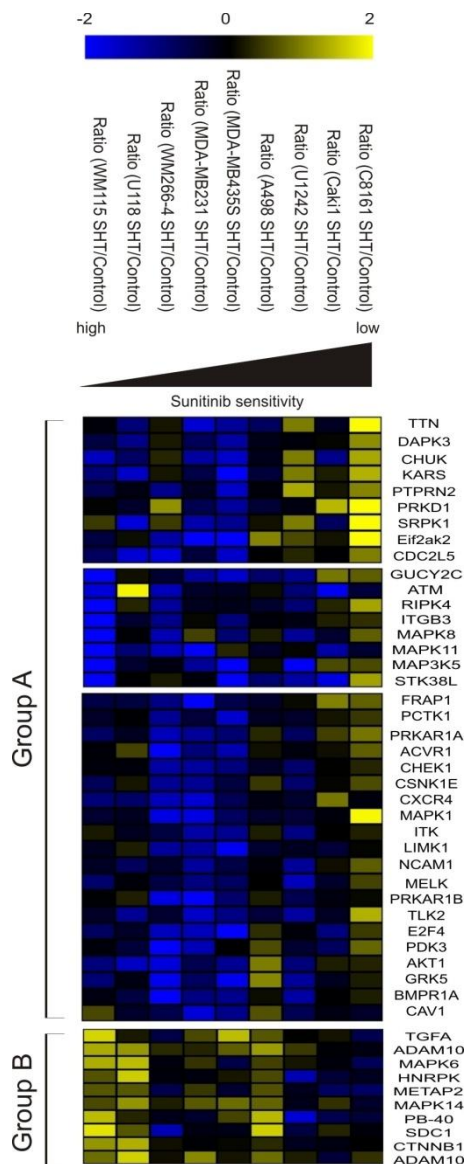 -2 0 2
Ratio (WM115 SHT/Control)
Ratio (U118 SHT/Control)
Ratio (WM266-4 SHT/Control)
Ratio (MDA-MB231 SHT/Control)
Ratio (MDA-MB435S SHT/Control)
Ratio (A498 SHT/Control)
Ratio (U1242 SHT/Control)
Ratio (Caki1 SHT/Control)
Ratio (C8161 SHT/Control)
high low
Sunitinib sensitivity
Group A
TTN
DAPK3
CHUK
KARS
PTPRN2
PRKD1
SRPK1
Eif2ak2
CDC2L5
GUCY2C
ATM
RIPK4
ITGB3
MAPK8
MAPK11
MAP3K5
STK38L
FRAP1
PCTK1
PRKAR1A
ACVR1
CHEK1
CSNK1E
CXCR4
MAPK1
ITK
LIMK1
NCAM1
MELK
PRKAR1B
TLK2
E2F4
PDK3
AKT1
GRK5
BMPR1A
CAV1
Group B
TGFA
ADAM10
MAPK6
HNRPK
METAP2
MAPK14
PB-40
SDC1
CTNNB1
ADAM10